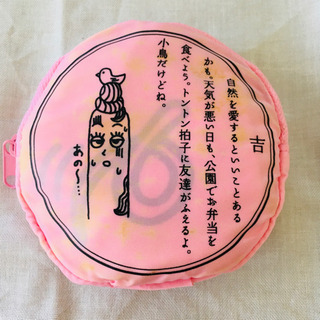 吉
自然を愛するといいことある
かも。天気が悪い日も、公園でお弁当を
食べよう。トントン拍子に友達がふえるよ。
小鳥だけどね。
あの〜…